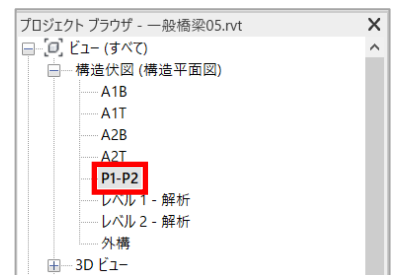 プロジェクト ブラウザ - 一般橋梁05.rvt
ビュー (すべて)
構造伏図 (構造平面図)
A1B
A1T
A2B
A2T
P1-P2
レベル 1 - 解析
レベル 2 - 解析
外構
3D ビュー